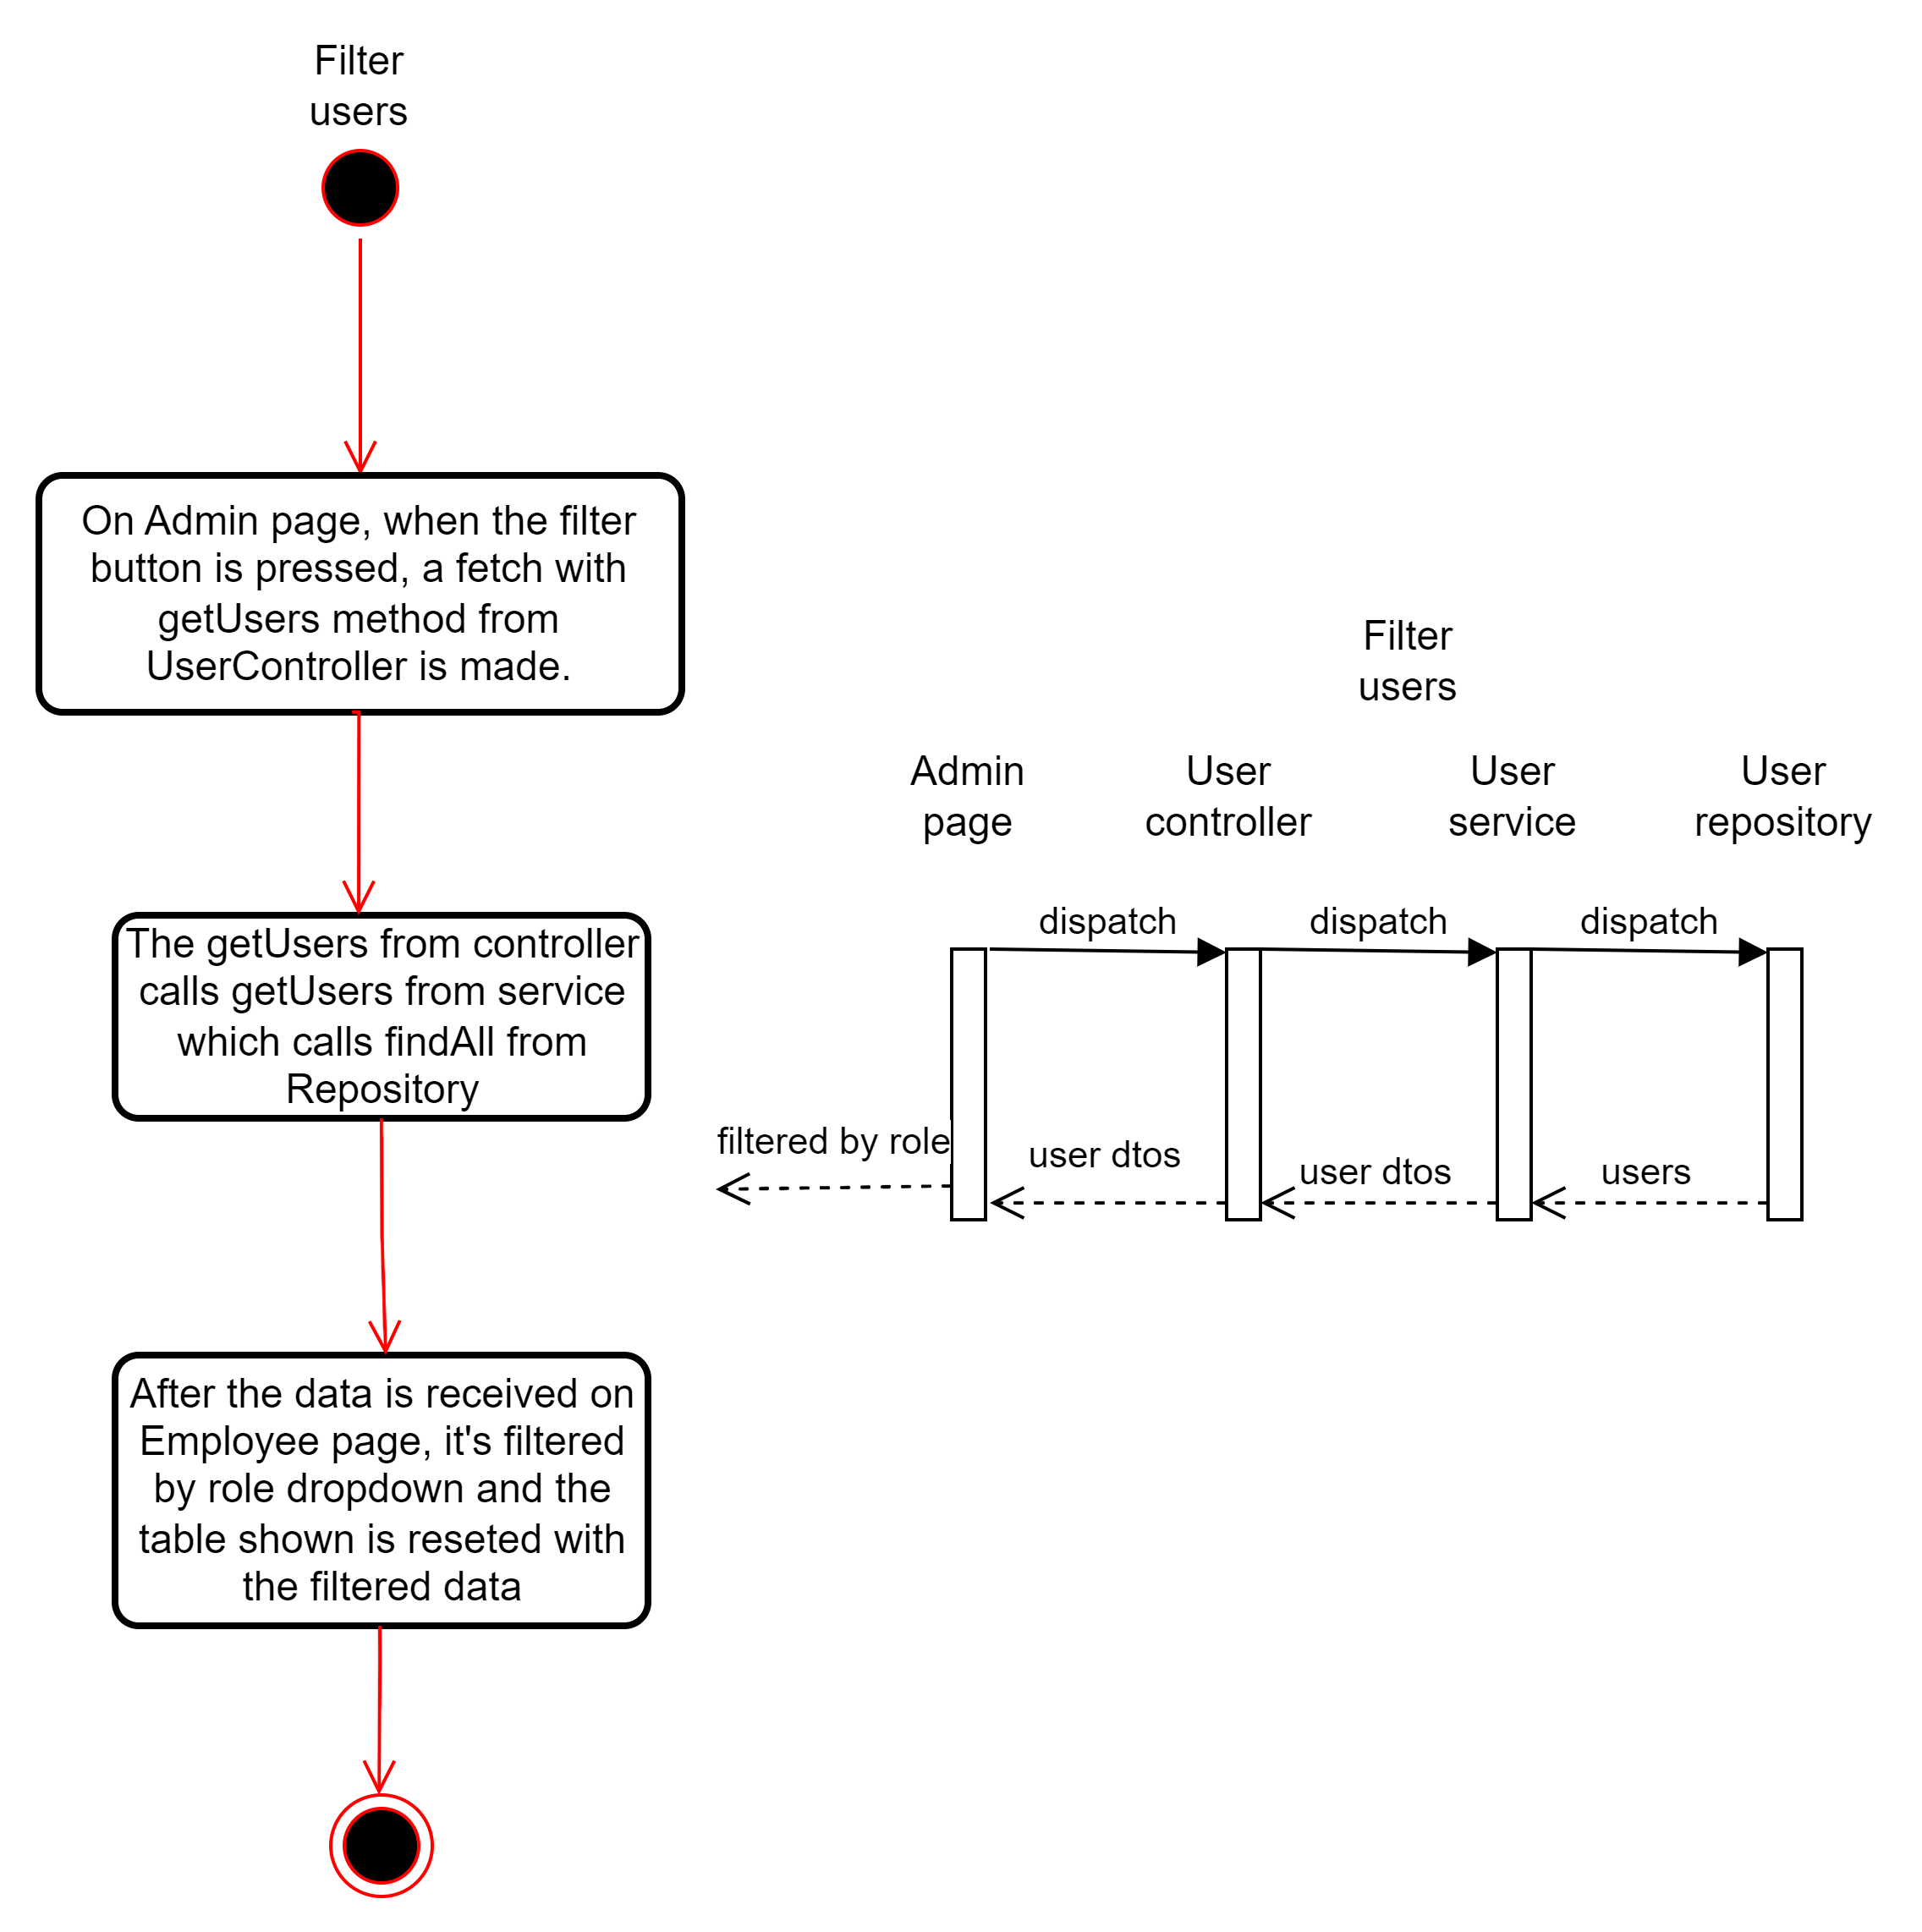 Filter
users
On Admin page, when the filter
button is pressed, a fetch with
getUsers method from
UserController is made.
The getUsers from controller
calls getUsers from service
which calls findAll from
Repository
After the data is received on
Employee page, it's filtered
by role dropdown and the
table shown is reseted with
the filtered data
Filter
users
Admin
page
User
controller
User
service
User
repository
dispatch
dispatch
dispatch
filtered by role
user dtos
user dtos
users